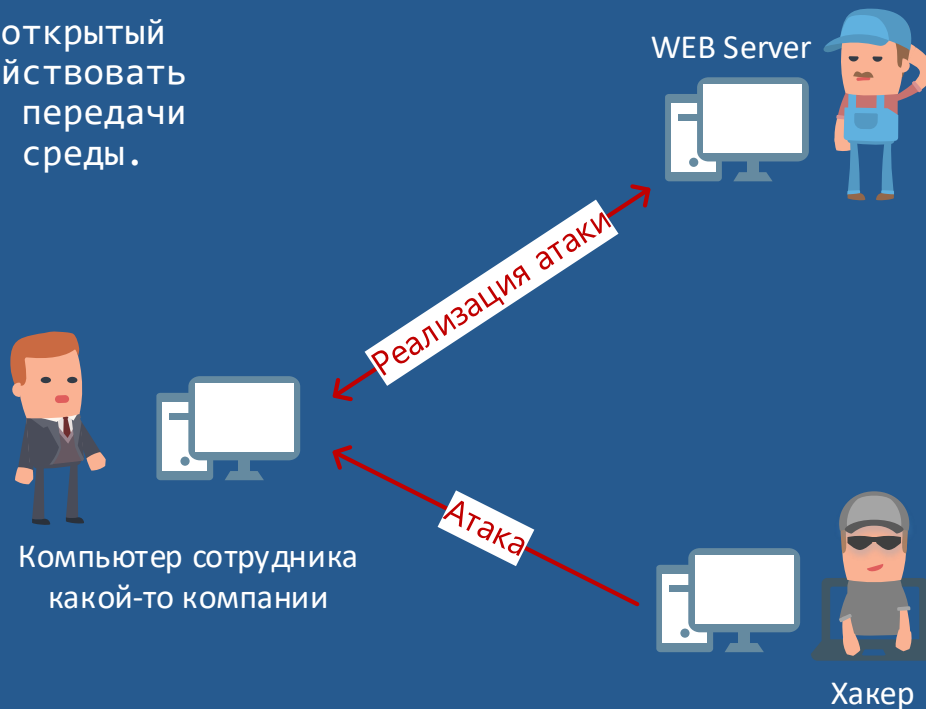 открытый
йствовать
передачи
среды.
WEB Server
Реализация атаки
Атака
Компьютер сотрудника
какой-то компании
Хакер